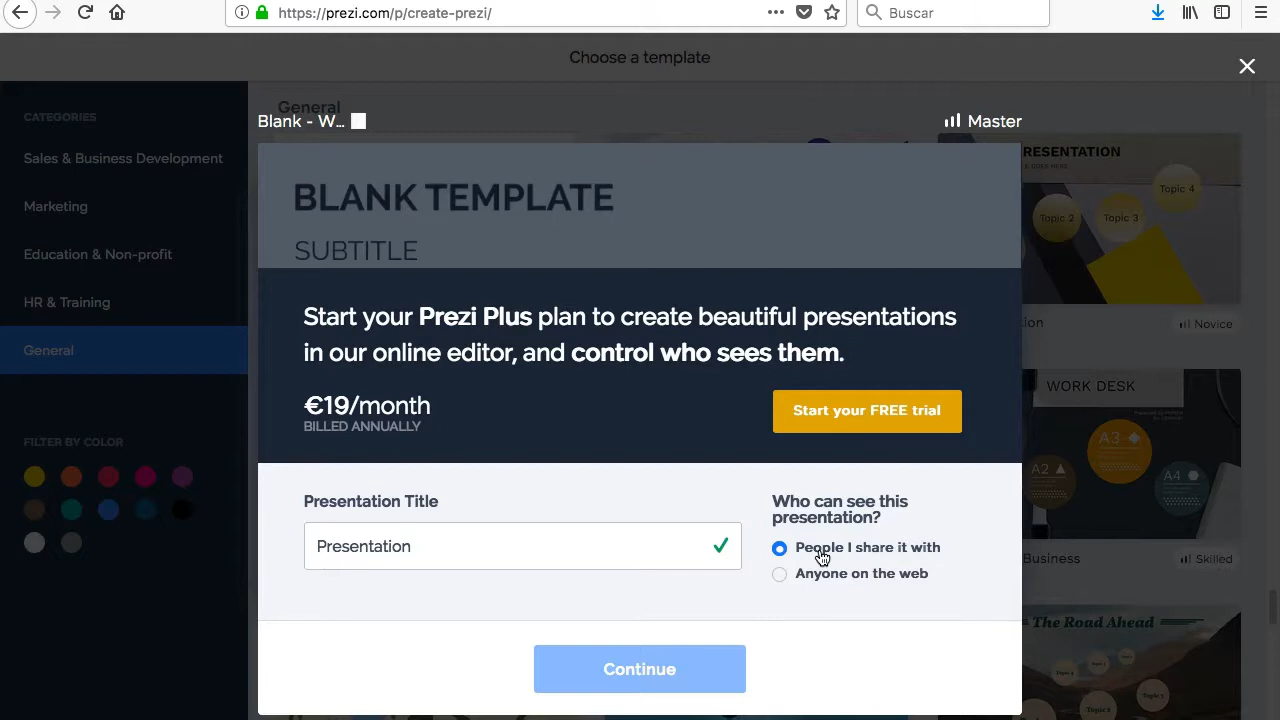 https://prezi.com/p/create-prezi/
Buscar
Choose a template
CATEGORIES
Sales & Business Development
Marketing
Education & Non-profit
HR & Training
General
FILTER BY COLOR
General
Blank - W...
Master
BLANK TEMPLATE
SUBTITLE
Start your Prezi Plus plan to create beautiful presentations
in our online editor, and control who sees them.
€19/month
BILLED ANNUALLY
Start your FREE trial
Presentation Title
Presentation
Who can see this
presentation?
People I share it with
Anyone on the web
Continue
RESENTATION
Topic 4
Topic 2
Topic 3
Novice
WORK DESK
A3
A2
A4
Business
Skilled
The Road Ahead